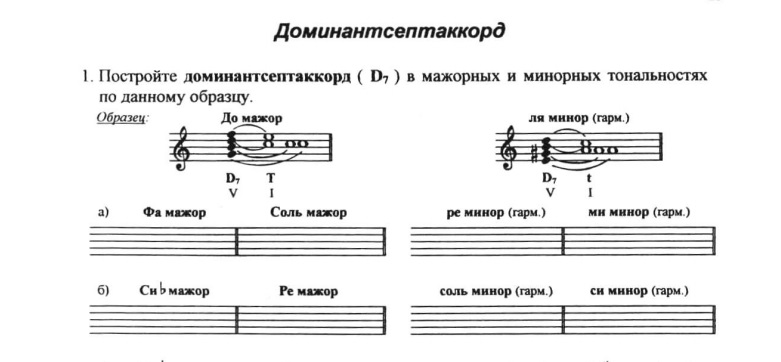 Доминантсептаккорд
1. Постройте доминантсептаккорд ( D₇ ) в мажорных и минорных тональностях
по данному образцу.
Образец: До мажор ля минор (гарм.)
D₇ T D₇ t
V I V I
а) Фа мажор Соль мажор ре минор (гарм.) ми минор (гарм.)
б) Си♭мажор Ре мажор соль минор (гарм.) си минор (гарм.)